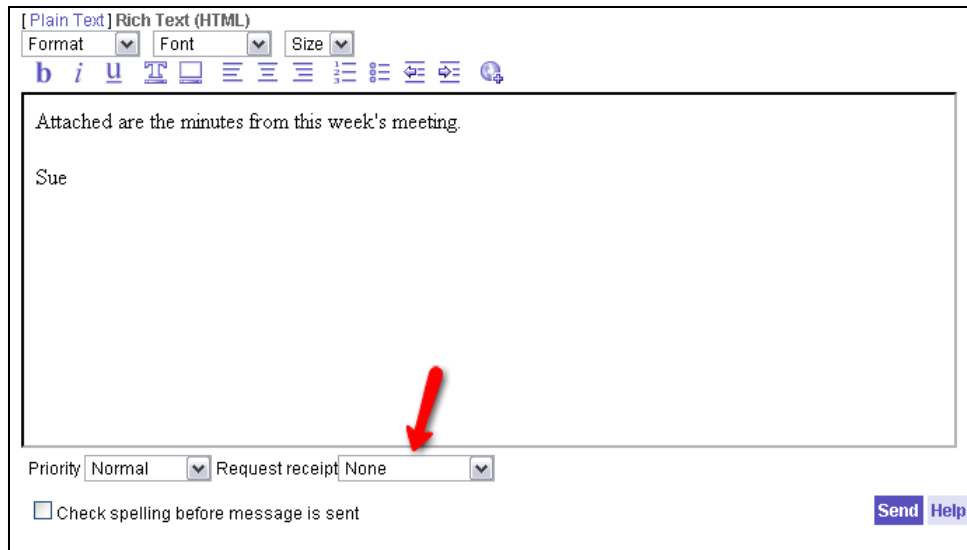 [ Plain Text ] Rich Text (HTML)
Format Font Size
b i u T
Attached are the minutes from this week's meeting.
Sue
Priority Normal Request receipt None
Check spelling before message is sent
Send Help